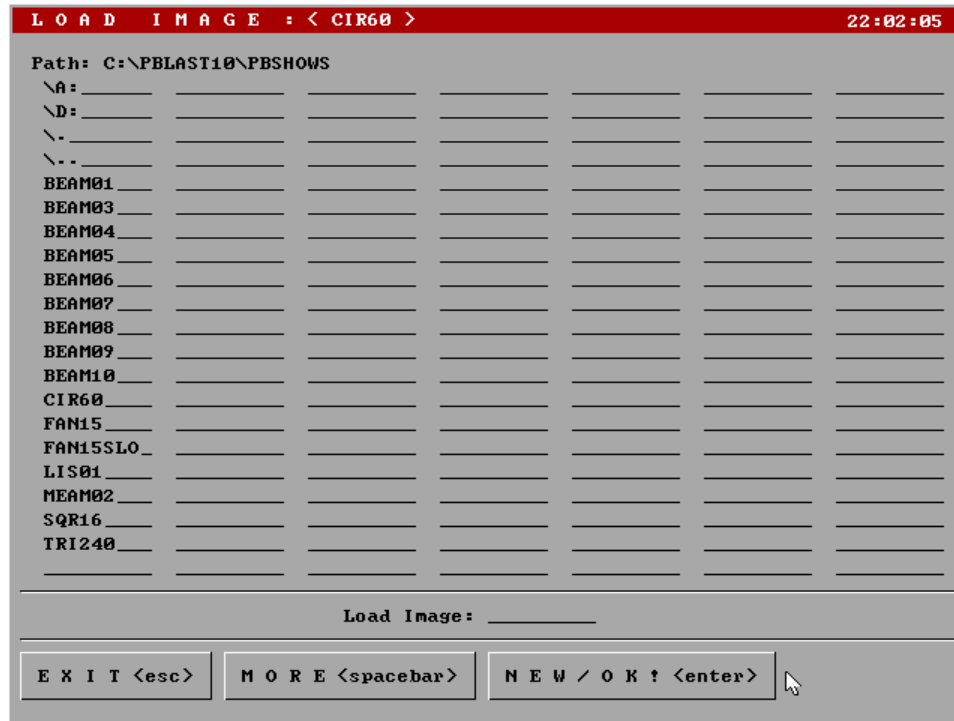 L O A D   I M A G E : < CIR60 > 22:02:05
Path: C:\PBLAST10\PBSHOWS
\A:
\D:
\.
\..
BEAM01
BEAM03
BEAM04
BEAM05
BEAM06
BEAM07
BEAM08
BEAM09
BEAM10
CIR60
FAN15
FAN15SLO
LIS01
MEAM02
SQR16
TRI240
Load Image:
E X I T <esc> M O R E <spacebar> N E W / O K ! <enter>